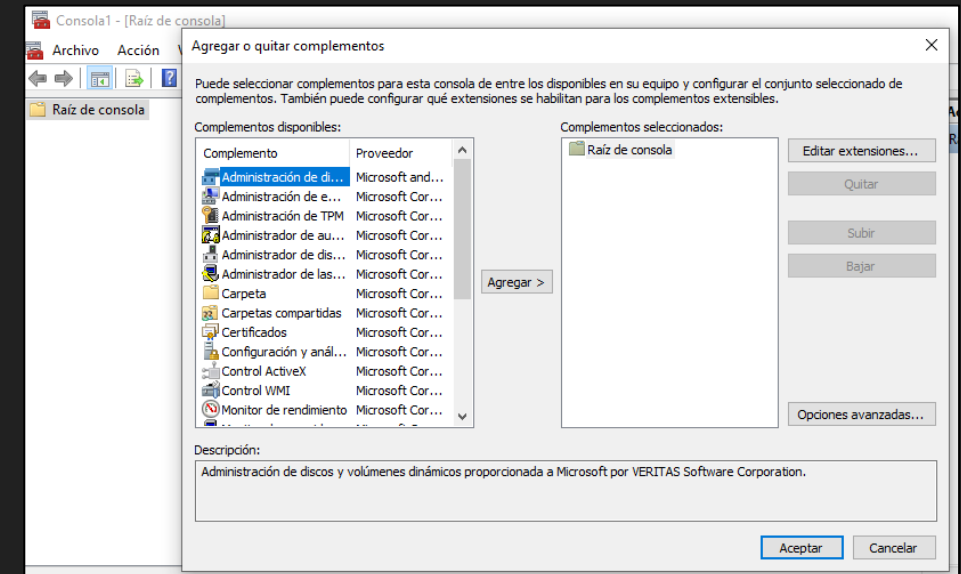 Consola1 - [Raíz de consola]
Archivo Acción
Agregar o quitar complementos
Puede seleccionar complementos para esta consola de entre los disponibles en su equipo y configurar el conjunto seleccionado de
complementos. También puede configurar qué extensiones se habilitan para los complementos extensibles.
Raíz de consola
Complementos disponibles:
Complemento Proveedor
Administración de di... Microsoft and...
Administración de e... Microsoft Cor...
Administración de TPM Microsoft Cor...
Administrador de au... Microsoft Cor...
Administrador de dis... Microsoft Cor...
Administrador de las... Microsoft Cor...
Carpeta Microsoft Cor...
Carpetas compartidas Microsoft Cor...
Certificados Microsoft Cor...
Configuración y anál... Microsoft Cor...
Control ActiveX Microsoft Cor...
Control WMI Microsoft Cor...
Monitor de rendimiento Microsoft Cor...
Agregar >
Complementos seleccionados:
Raíz de consola
Editar extensiones...
Quitar
Subir
Bajar
Opciones avanzadas...
Descripción:
Administración de discos y volúmenes dinámicos proporcionada a Microsoft por VERITAS Software Corporation.
Aceptar Cancelar